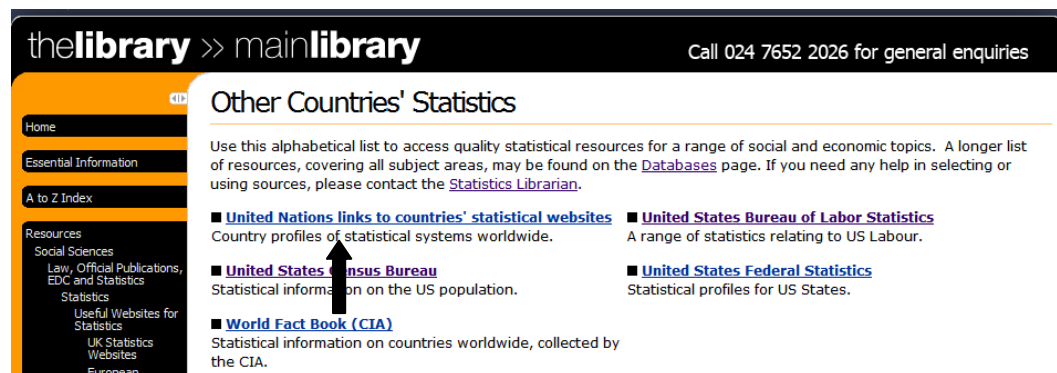 thelibrary >> mainlibrary
Call 024 7652 2026 for general enquiries
Home
Essential Information
A to Z Index
Resources
Social Sciences
Law, Official Publications,
EDC and Statistics
Statistics
Useful Websites for
Statistics
UK Statistics
Websites
European
Other Countries' Statistics
Use this alphabetical list to access quality statistical resources for a range of social and economic topics. A longer list
of resources, covering all subject areas, may be found on the Databases page. If you need any help in selecting or
using sources, please contact the Statistics Librarian.
United Nations links to countries' statistical websites
Country profiles of statistical systems worldwide.
United States Census Bureau
Statistical information on the US population.
World Fact Book (CIA)
Statistical information on countries worldwide, collected by
the CIA.
United States Bureau of Labor Statistics
A range of statistics relating to US Labour.
United States Federal Statistics
Statistical profiles for US States.